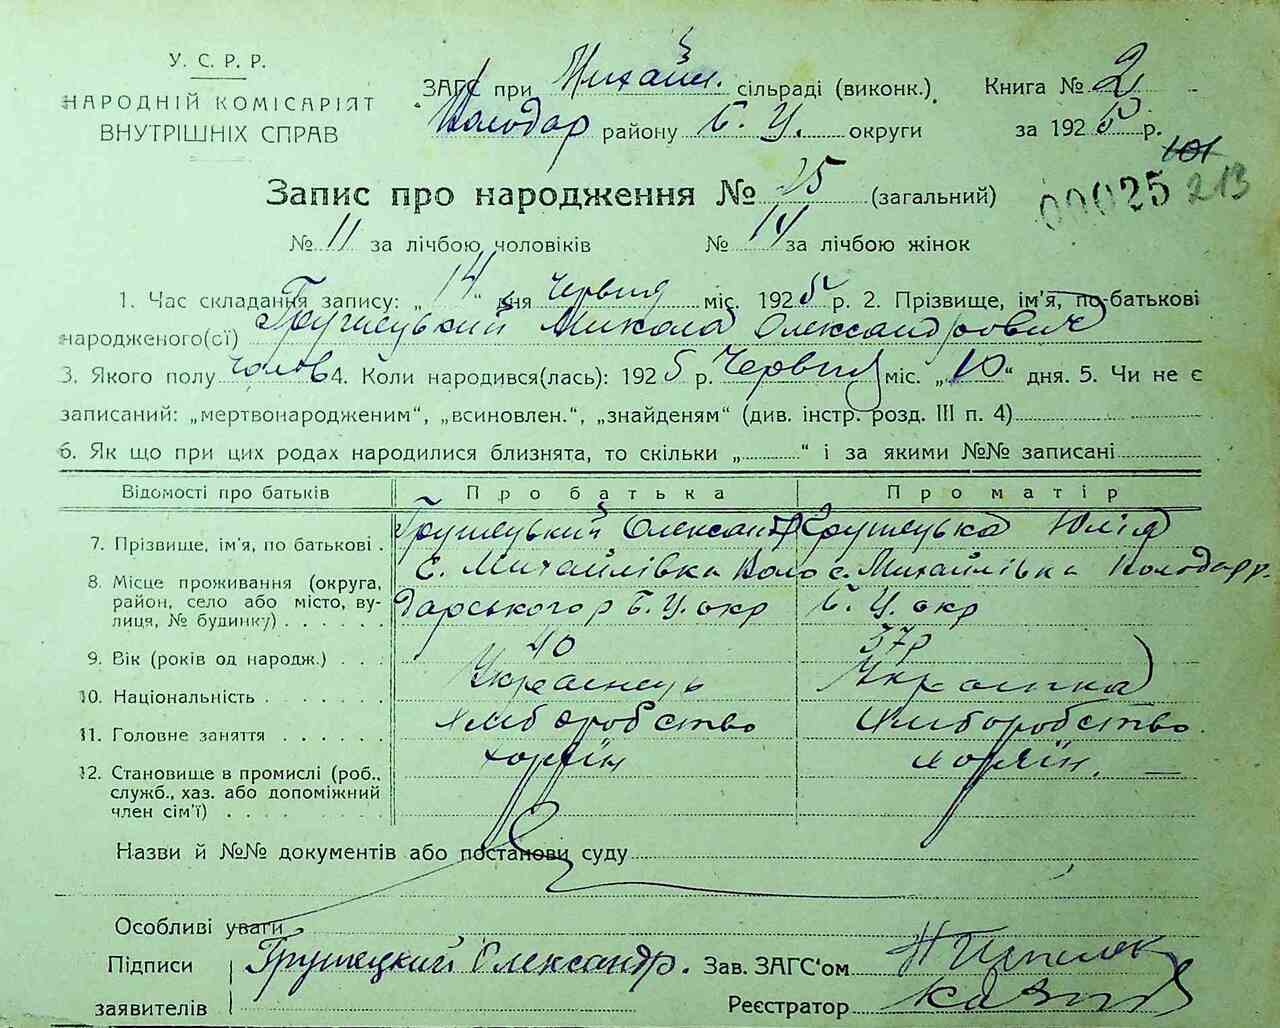 У. С. Р. Р.
НАРОДНІЙ КОМІСАРІЯТ
ВНУТРІШНІХ СПРАВ
ЗАГС при Михайл. сільраді (виконк.)
Володар району Б. Ц. округи
Книга № 2
за 1925 р.
101
00025 213
Запис про народження № 25 (загальний)
№ 11 за лічбою чоловіків № 14 за лічбою жінок
1. Час складання запису: „14“ дня червня міс. 1925 р. 2. Прізвище, ім'я, по-батькові
народженого(сї) Грушецький Микола Олександрович
3. Якого полу чолов 4. Коли народився(лась): 1925 р. Червня міс. „10“ дня. 5. Чи не є
записаний: „мертвонародженим“, „всиновлен.“, „знайденям“ (див. інстр. розд. III п. 4)
6. Як що при цих родах народилися близнята, то скільки „ “ і за якими №№ записані
Відомості про батьків Про батька Про матір
7. Прізвище, ім'я, по батькові . Грушецький Олександр Грушецька Юлія
8. Місце проживання (округа, район, село або місто, вулиця, № будинку) . . . . . .
с. Михайлівка Воло с. Михайлівка Володар р.
дарського р Б. Ц. окр Б. Ц. окр
9. Вік (років од народж.) . . . 40 37р
10. Національність . . . . . . . Українець Українка
11. Головне заняття . . . . . . Хліборобство Хліборобство
12. Становище в промислі (роб., служб., хаз. або допоміжний член сім'ї) . . . . . . . . .
Хозяїн Хозяїн. —
Назви й №№ документів або постанови суду
Особливі уваги
Підписи Грушецкий Олександр. Зав. ЗАГС'ом
заявителів Реєстратор